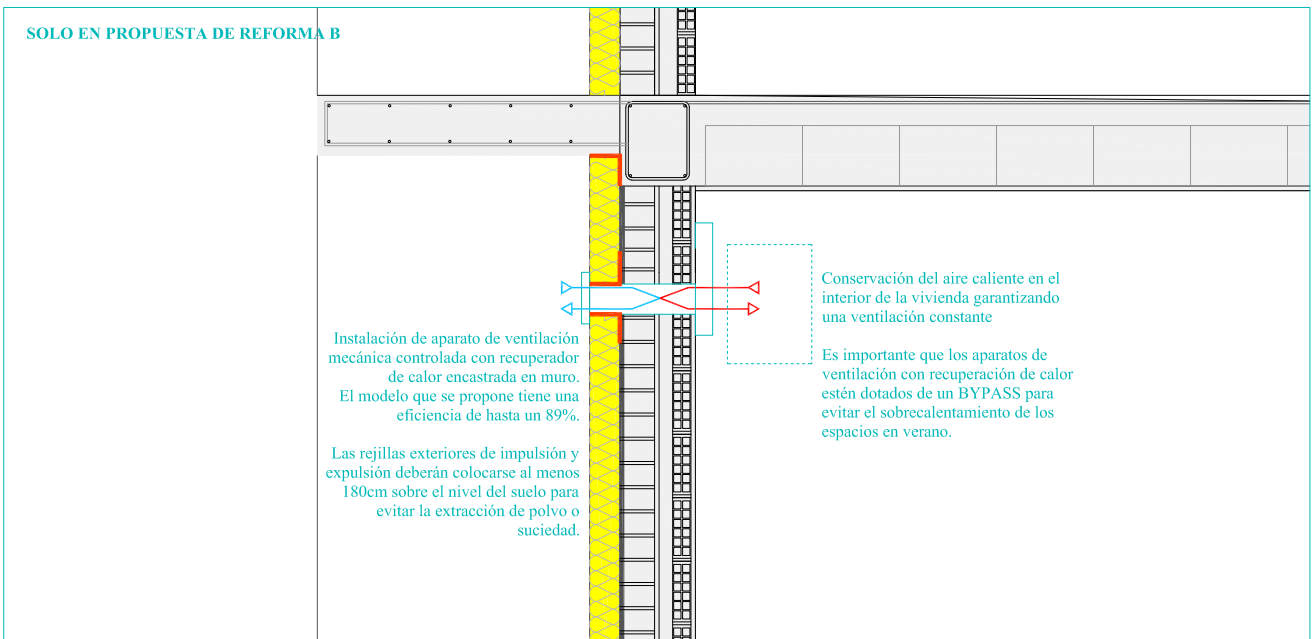 SOLO EN PROPUESTA DE REFORMA B
Instalación de aparato de ventilación
mecánica controlada con recuperador
de calor encastrada en muro.
El modelo que se propone tiene una
eficiencia de hasta un 89%.
Las rejillas exteriores de impulsión y
expulsión deberán colocarse al menos
180cm sobre el nivel del suelo para
evitar la extracción de polvo o
suciedad.
Conservación del aire caliente en el
interior de la vivienda garantizando
una ventilación constante
Es importante que los aparatos de
ventilación con recuperación de calor
estén dotados de un BYPASS para
evitar el sobrecalentamiento de los
espacios en verano.